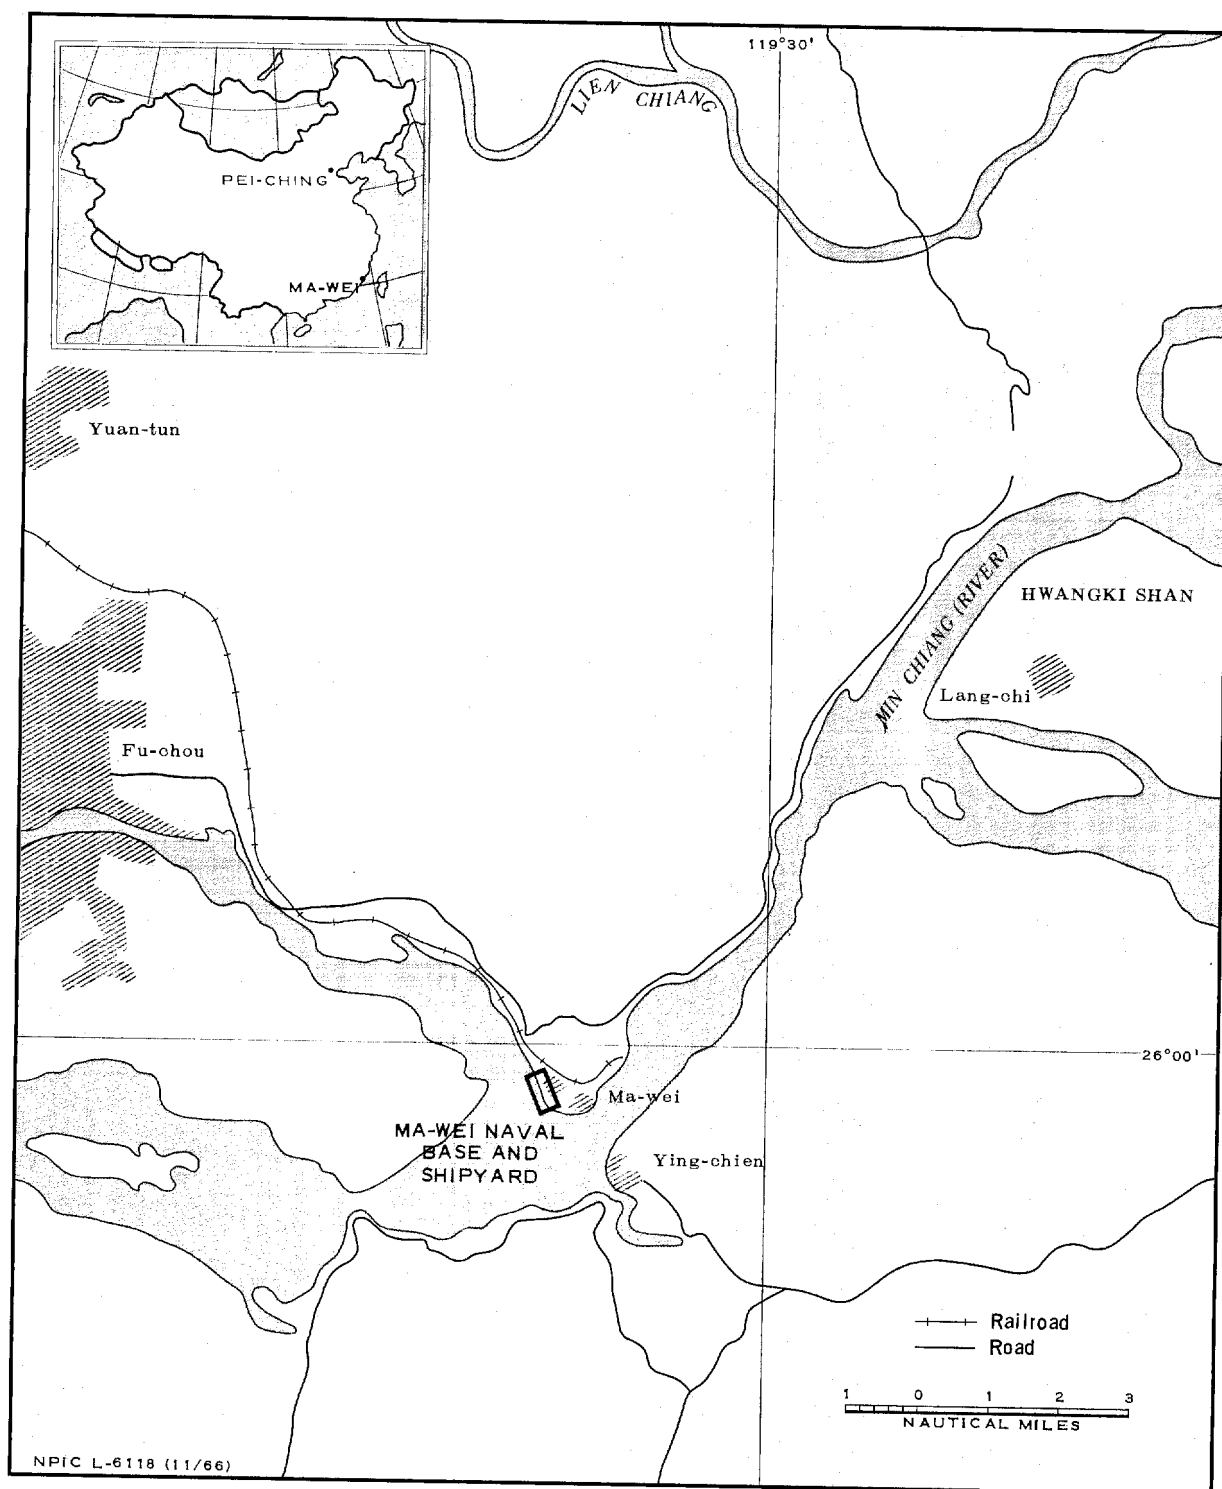 119°30'
LIEN CHIANG
PEI-CHING
MA-WEI
Yuan-tun
MIN CHIANG (RIVER)
HWANGKI SHAN
Lang-chi
Fu-chou
26°00'
Ma-wei
MA-WEI NAVAL
BASE AND
SHIPYARD
Ying-chien
Railroad
Road
1 0 1 2 3
NAUTICAL MILES
NPIC L-6118 (11/66)